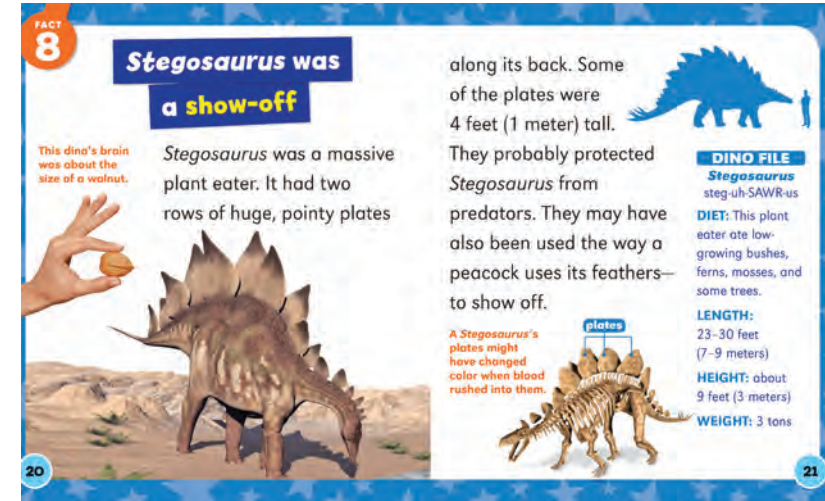 FACT
8
Stegosaurus was
a show-off
This dino's brain
was about the
size of a walnut.
Stegosaurus was a massive
plant eater. It had two
rows of huge, pointy plates
20
along its back. Some
of the plates were
4 feet (1 meter) tall.
They probably protected
Stegosaurus from
predators. They may have
also been used the way a
peacock uses its feathers—
to show off.
A Stegosaurus's
plates might
have changed
color when blood
rushed into them.
plates
DINO FILE
Stegosaurus
steg-uh-SAWR-us
DIET: This plant
eater ate low-
growing bushes,
ferns, mosses, and
some trees.
LENGTH:
23–30 feet
(7–9 meters)
HEIGHT: about
9 feet (3 meters)
WEIGHT: 3 tons
21